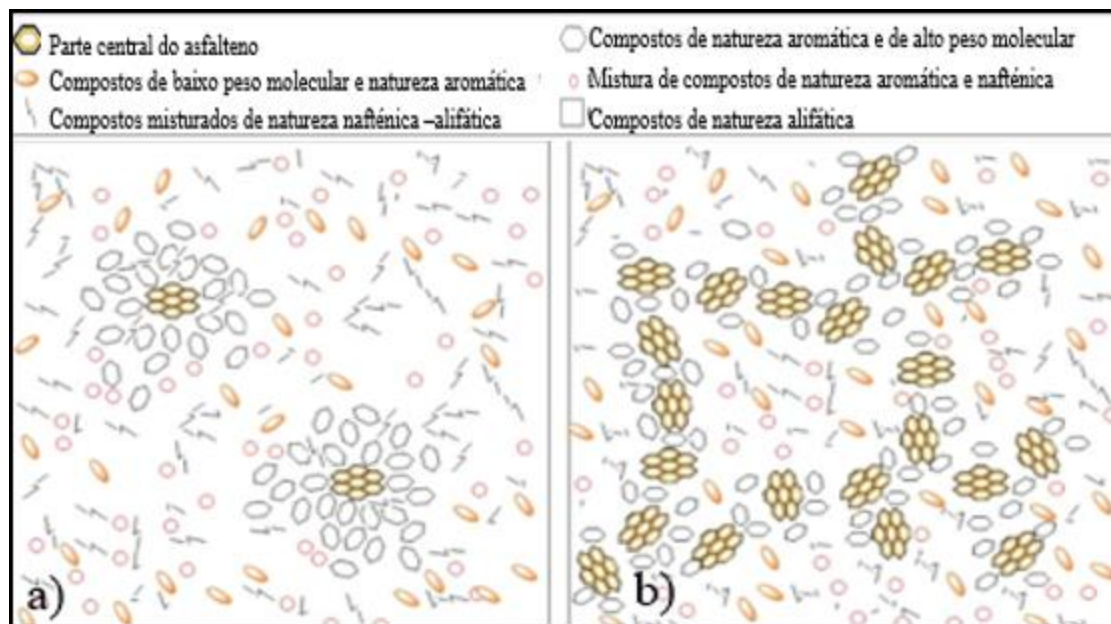 Parte central do asfalteno
Compostos de natureza aromática e de alto peso molecular
Compostos de baixo peso molecular e natureza aromática
Mistura de compostos de natureza aromática e nafténica
Compostos misturados de natureza nafténica –alifática
Compostos de natureza alifática
a)
b)